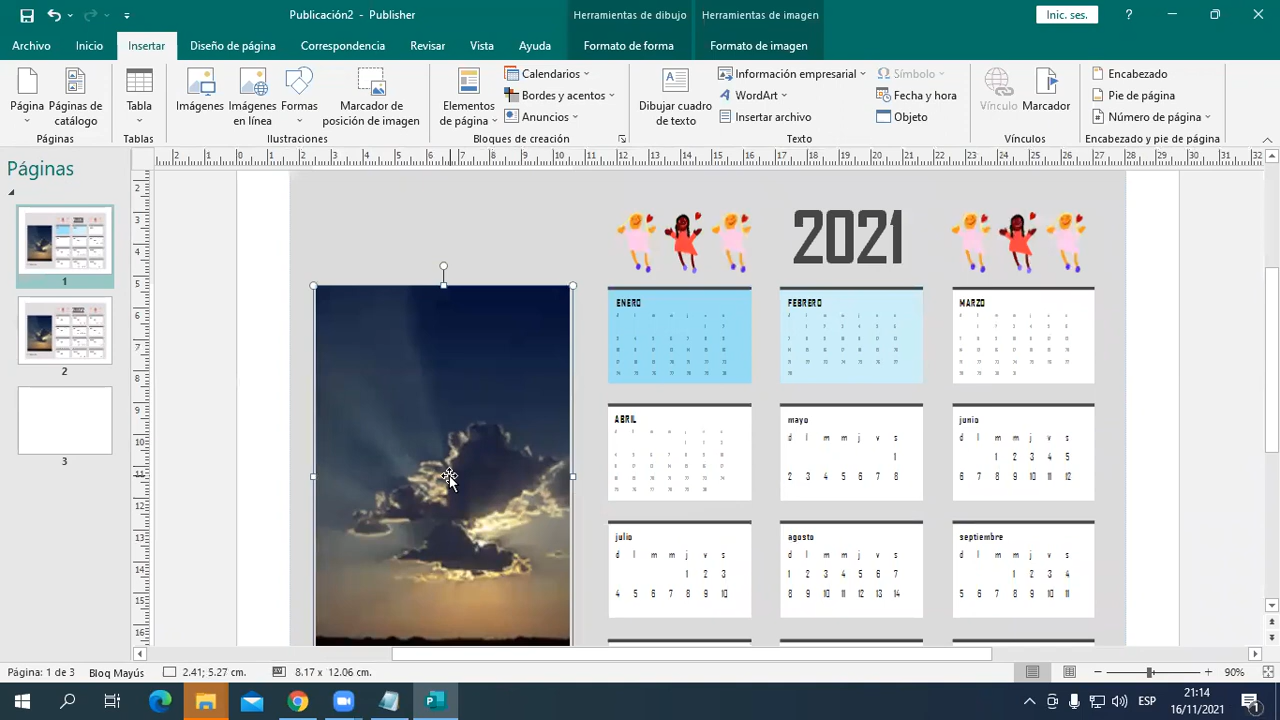 Publicación2 - Publisher
Herramientas de dibujo
Herramientas de imagen
Inic. ses.
?
Archivo
Inicio
Insertar
Diseño de página
Correspondencia
Revisar
Vista
Ayuda
Formato de forma
Formato de imagen
Página
Páginas de catálogo
Tabla
Imágenes
Imágenes en línea
Formas
Marcador de posición de imagen
Elementos de página
Calendarios
Bordes y acentos
Anuncios
Dibujar cuadro de texto
Información empresarial
WordArt
Insertar archivo
Símbolo
Fecha y hora
Objeto
Vínculo
Marcador
Encabezado
Pie de página
Número de página
Páginas
Tablas
Ilustraciones
Bloques de creación
Texto
Vínculos
Encabezado y pie de página
Páginas
1
2
3
2021
ENERO
FEBRERO
MARZO
ABRIL
mayo
d l m m j v s
1
2 3 4 5 6 7 8
junio
d l m m j v s
1 2 3 4 5
6 7 8 9 10 11 12
julio
d l m m j v s
1 2 3
4 5 6 7 8 9 10
agosto
d l m m j v s
1 2 3 4 5 6 7
8 9 10 11 12 13 14
septiembre
d l m m j v s
1 2 3 4
5 6 7 8 9 10 11
Página: 1 de 3
Bloq Mayús
2.41; 5.27 cm.
8.17 x 12.06 cm.
90%
ESP
21:14
16/11/2021